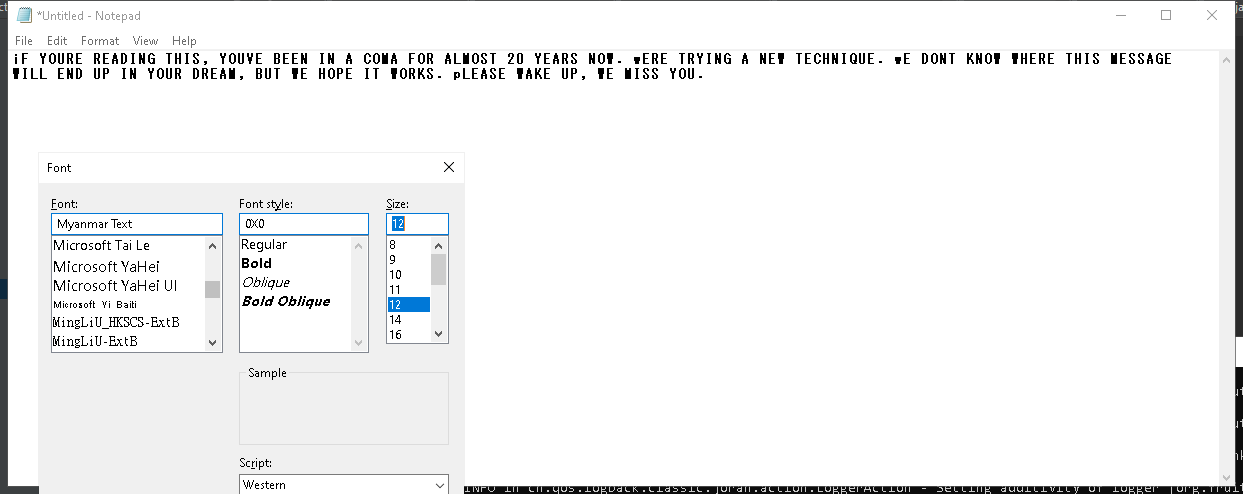 *Untitled - Notepad
File Edit Format View Help
iF YOURE READING THIS, YOUVE BEEN IN A COMA FOR ALMOST 20 YEARS NOW. wERE TRYING A NEW TECHNIQUE. wE DONT KNOW WHERE THIS MESSAGE
WILL END UP IN YOUR DREAM, BUT WE HOPE IT WORKS. pLEASE WAKE UP, WE MISS YOU.
Font
Font: Font style: Size:
Myanmar Text 0X0 12
Microsoft Tai Le Regular 8
Microsoft YaHei Bold 9
Microsoft YaHei UI Oblique 10
Microsoft Yi Baiti Bold Oblique 11
MingLiU_HKSCS-ExtB 12
MingLiU-ExtB 14
16
Sample
Script:
Western
INFO in ch.qos.logback.classic.joran.action.LoggerAction - Setting additivity of logger